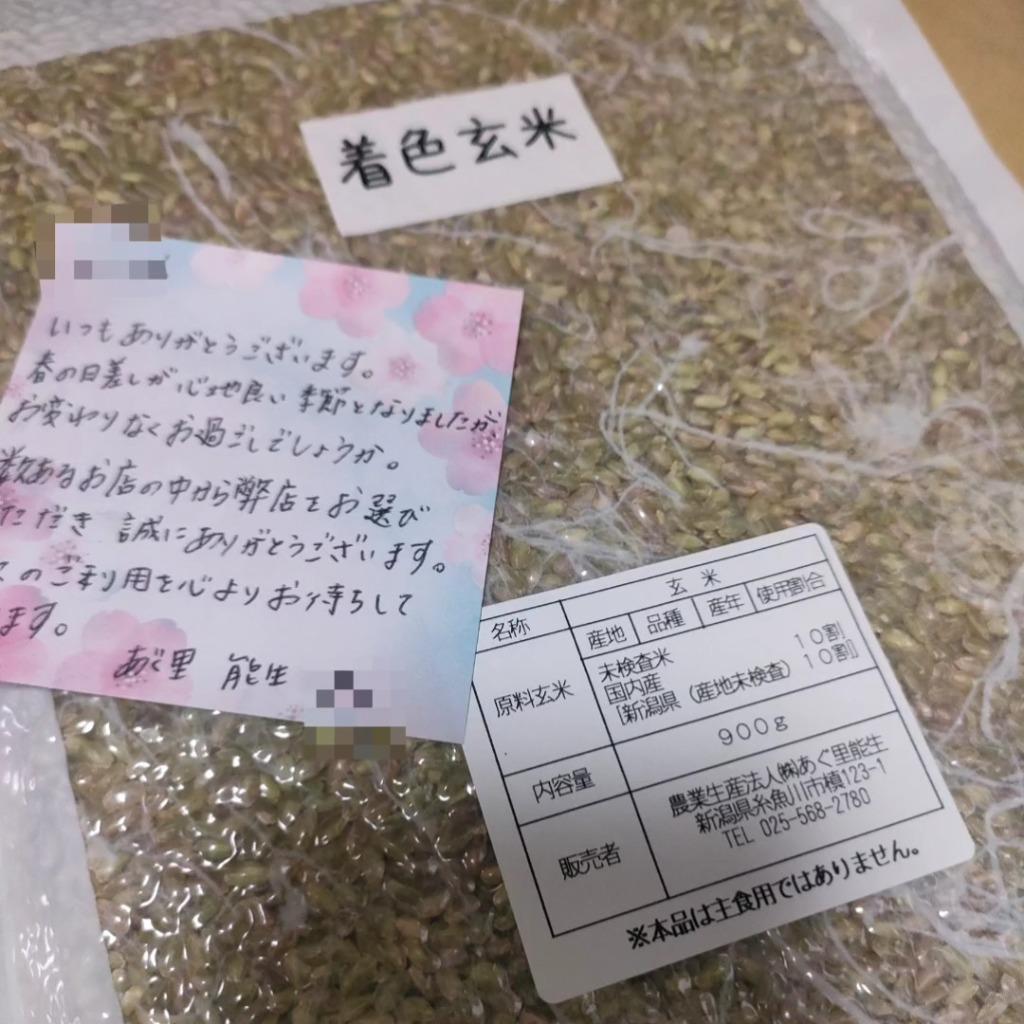 着色玄米
いつもありがとうございます。
春の日差しが心地良い季節となりましたが、
お変わりなくお過ごしでしょうか。
数あるお店の中から弊店をお選び
ただき 誠にありがとうございます。
のご利用を心よりお待ちして
ます。
あぐ里 能生
名称 玄米
原料玄米 産地 品種 産年 使用割合
未検査米 10割
国内産 10割
[新潟県 (産地未検査) ]
内容量 900g
販売者 農業生産法人㈱あぐ里能生
新潟県糸魚川市槙123-1
TEL 025-568-2780
※本品は主食用ではありません。